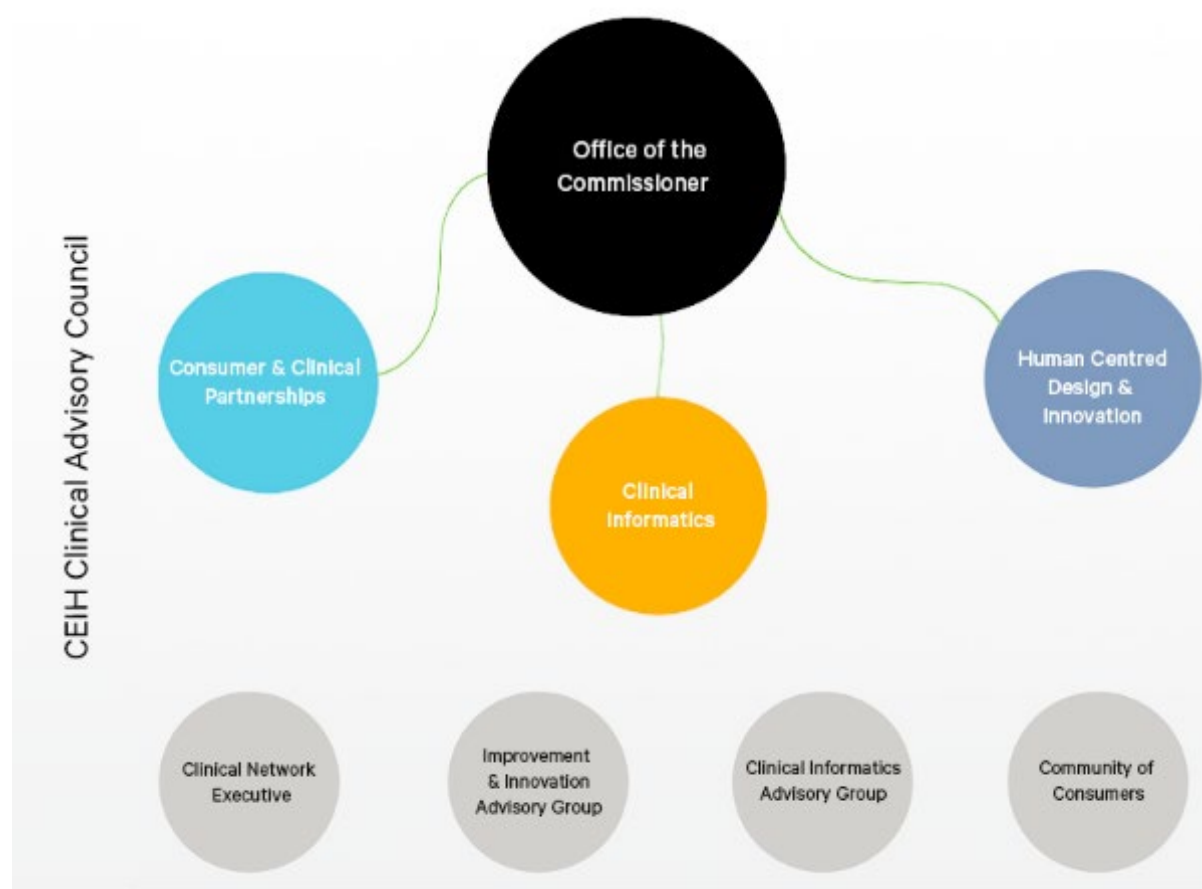 CEIH Clinical Advisory Council
Office of the
Commissioner
Consumer & Clinical
Partnerships
Human Centred
Design &
Innovation
Clinical
Informatics
Clinical Network
Executive
Improvement
& Innovation
Advisory Group
Clinical Informatics
Advisory Group
Community of
Consumers